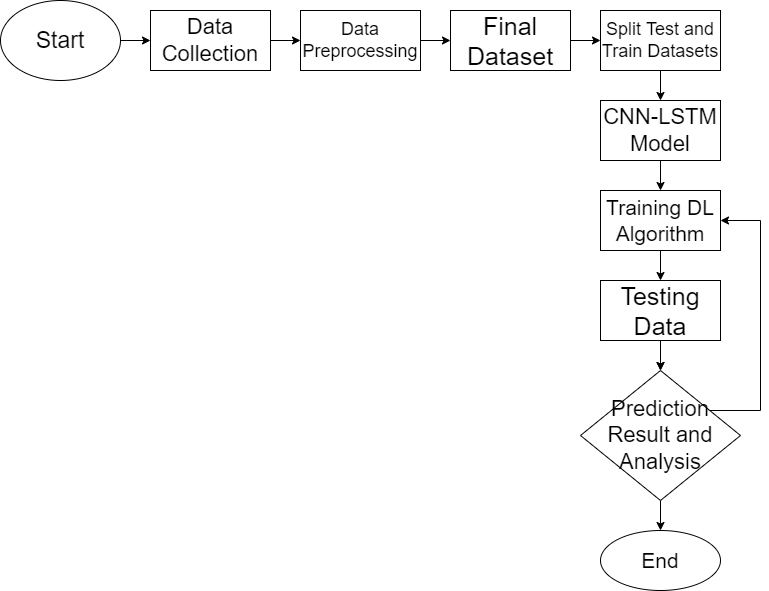 Start
Data
Collection
Data
Preprocessing
Final
Dataset
Split Test and
Train Datasets
CNN-LSTM
Model
Training DL
Algorithm
Testing
Data
Prediction
Result and
Analysis
End